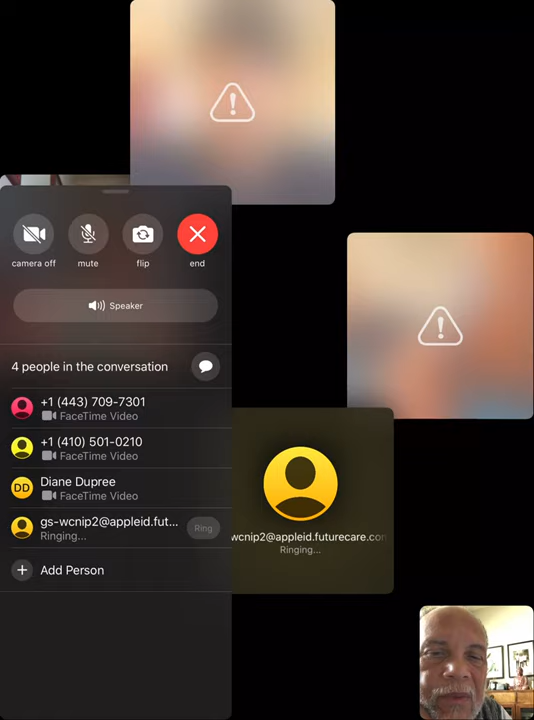 camera off
mute
flip
end
Speaker
4 people in the conversation
+1 (443) 709-7301
FaceTime Video
+1 (410) 501-0210
FaceTime Video
DD
Diane Dupree
FaceTime Video
gs-wcnip2@appleid.fut...
Ringing...
Ring
Add Person
wcnip2@appleid.futurecare.con
Ringing...